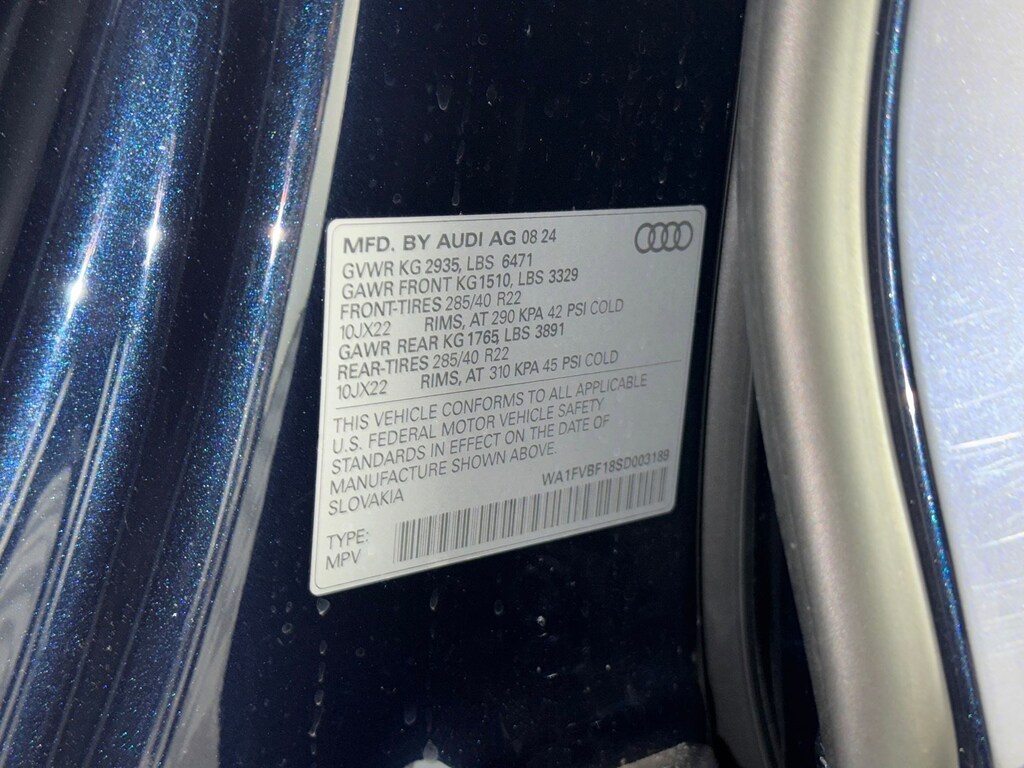 MFD. BY AUDI AG 08 24
GVWR KG 2935, LBS 6471
GAWR FRONT KG1510, LBS 3329
FRONT-TIRES 285/40 R22
10JX22 RIMS, AT 290 KPA 42 PSI COLD
GAWR REAR KG 1765, LBS 3891
REAR-TIRES 285/40 R22
10JX22 RIMS, AT 310 KPA 45 PSI COLD
THIS VEHICLE CONFORMS TO ALL APPLICABLE
U.S. FEDERAL MOTOR VEHICLE SAFETY
STANDARDS IN EFFECT ON THE DATE OF
MANUFACTURE SHOWN ABOVE.
SLOVAKIA
WA1FVBF18SD003189
TYPE:
MPV